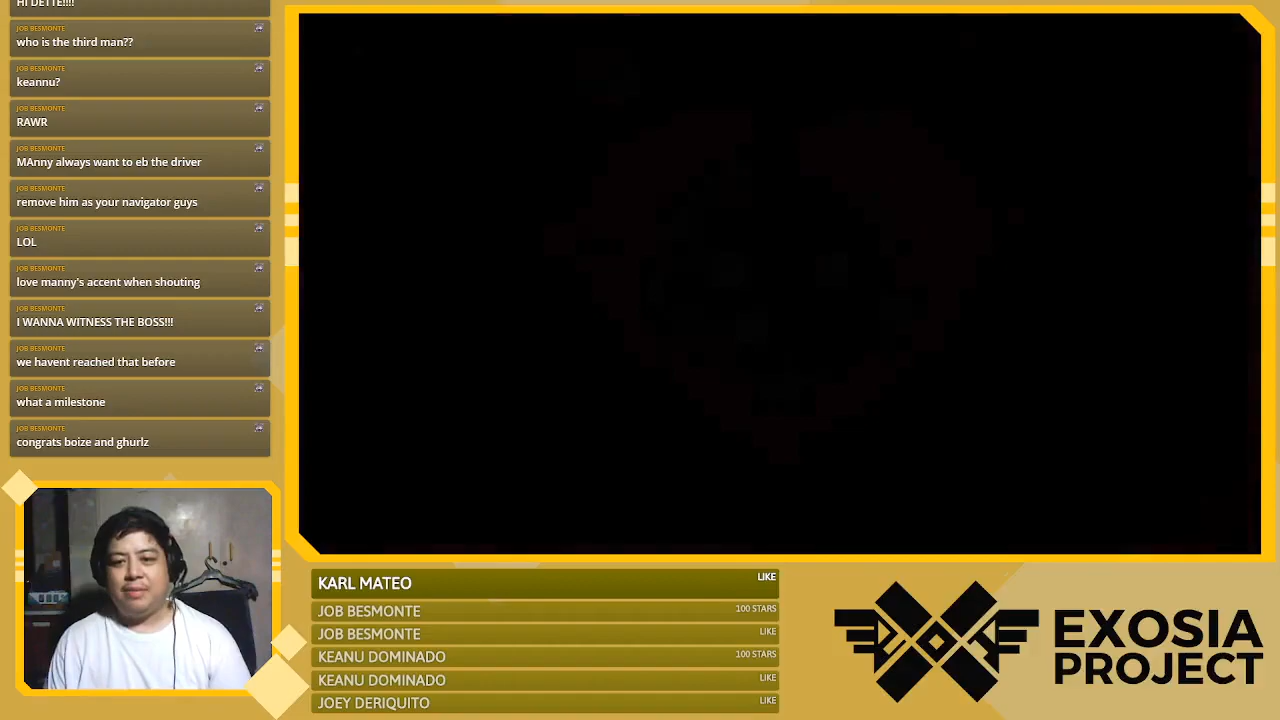 HI DETTE!!!!
JOB BESMONTE
who is the third man??
JOB BESMONTE
keannu?
JOB BESMONTE
RAWR
JOB BESMONTE
MAnny always want to eb the driver
JOB BESMONTE
remove him as your navigator guys
JOB BESMONTE
LOL
JOB BESMONTE
love manny's accent when shouting
JOB BESMONTE
I WANNA WITNESS THE BOSS!!!
JOB BESMONTE
we havent reached that before
JOB BESMONTE
what a milestone
JOB BESMONTE
congrats boize and ghurlz
KARL MATEO LIKE
JOB BESMONTE 100 STARS
JOB BESMONTE LIKE
KEANU DOMINADO 100 STARS
KEANU DOMINADO LIKE
JOEY DERIQUITO LIKE
EXOSIA
PROJECT